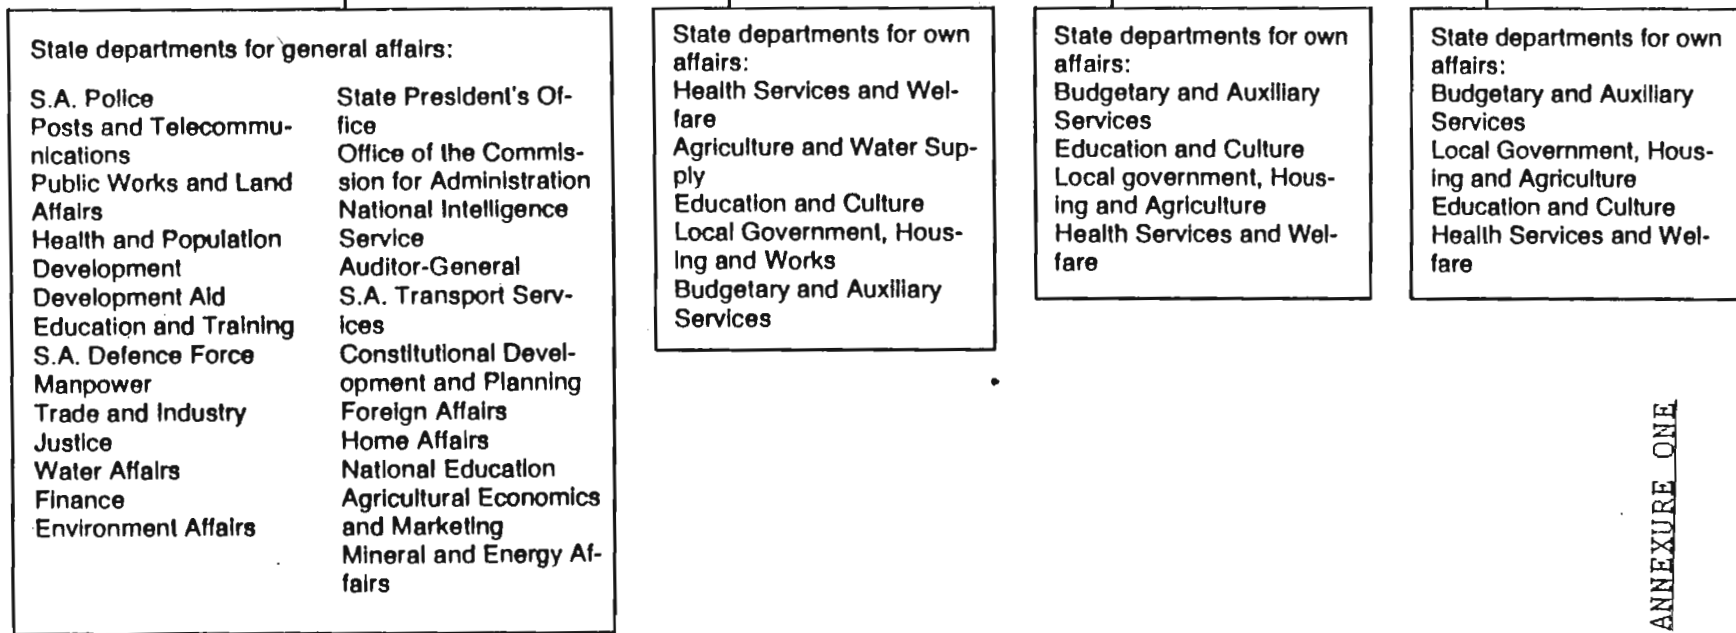 State departments for general affairs:
S.A. Police
Posts and Telecommu-
nications
Public Works and Land
Affairs
Health and Population
Development
Development Aid
Education and Training
S.A. Defence Force
Manpower
Trade and Industry
Justice
Water Affairs
Finance
Environment Affairs
State President's Of-
fice
Office of the Commis-
sion for Administration
National Intelligence
Service
Auditor-General
S.A. Transport Serv-
ices
Constitutional Devel-
opment and Planning
Foreign Affairs
Home Affairs
National Education
Agricultural Economics
and Marketing
Mineral and Energy Af-
fairs
State departments for own
affairs:
Health Services and Wel-
fare
Agriculture and Water Sup-
ply
Education and Culture
Local Government, Hous-
ing and Works
Budgetary and Auxiliary
Services
State departments for own
affairs:
Budgetary and Auxiliary
Services
Education and Culture
Local government, Hous-
ing and Agriculture
Health Services and Wel-
fare
State departments for own
affairs:
Budgetary and Auxiliary
Services
Local Government, Hous-
ing and Agriculture
Education and Culture
Health Services and Wel-
fare
ANNEXURE ONE